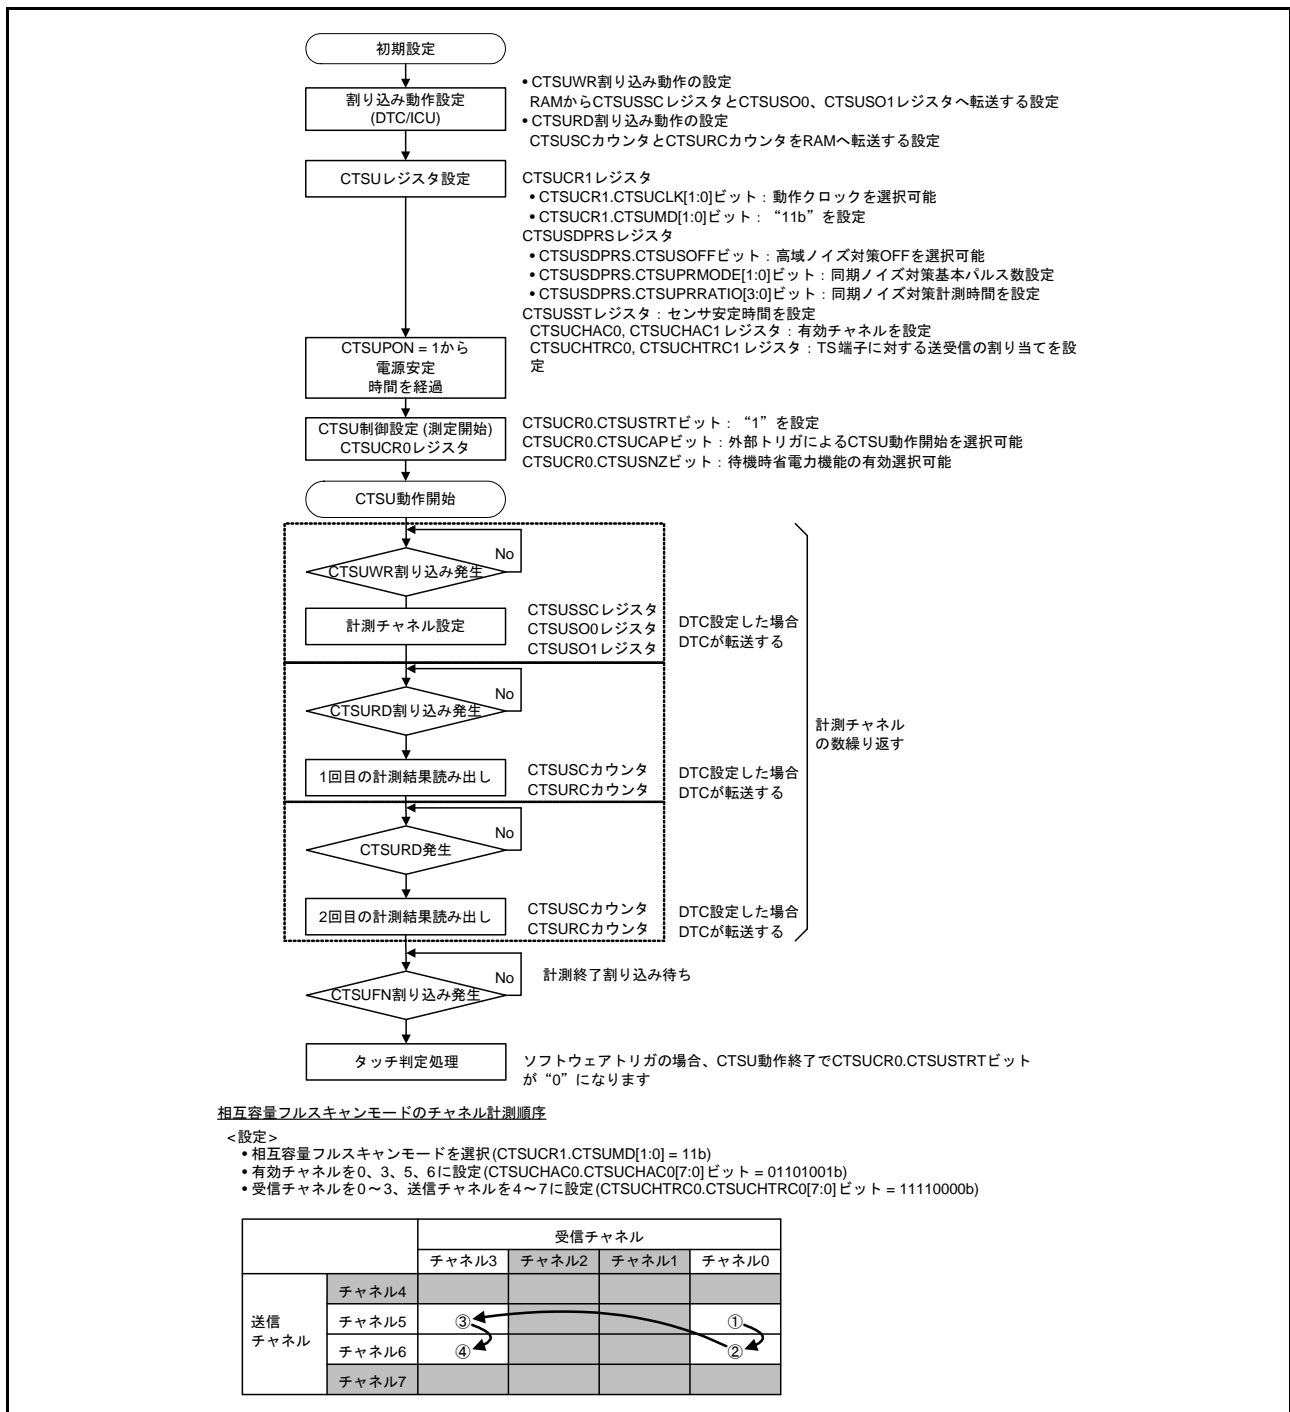 初期設定
割り込み動作設定
(DTC/ICU)
• CTSUWR割り込み動作の設定
RAMからCTSUSSCレジスタとCTSUSO0、CTSUSO1レジスタへ転送する設定
• CTSURD割り込み動作の設定
CTSUSCカウンタとCTSURCカウンタをRAMへ転送する設定
CTSUレジスタ設定
CTSUCR1レジスタ
• CTSUCR1.CTSUCLK[1:0]ビット：動作クロックを選択可能
• CTSUCR1.CTSUMD[1:0]ビット：“11b”を設定
CTSUSDPRSレジスタ
• CTSUSDPRS.CTSUSOFFビット：高域ノイズ対策OFFを選択可能
• CTSUSDPRS.CTSUPRMODE[1:0]ビット：同期ノイズ対策基本パルス数設定
• CTSUSDPRS.CTSUPRRATIO[3:0]ビット：同期ノイズ対策計測時間を設定
CTSUSSTレジスタ：センサ安定時間を設定
CTSUCHAC0, CTSUCHAC1レジスタ：有効チャネルを設定
CTSUCHTRC0, CTSUCHTRC1レジスタ：TS端子に対する送受信の割り当てを設
定
CTSUPON = 1から
電源安定
時間を経過
CTSU制御設定 (測定開始)
CTSUCR0レジスタ
CTSUCR0.CTSUSTRTビット：“1”を設定
CTSUCR0.CTSUCAPビット：外部トリガによるCTSU動作開始を選択可能
CTSUCR0.CTSUSNZビット：待機時省電力機能の有効選択可能
CTSU動作開始
No
CTSUWR割り込み発生
計測チャネル設定
CTSUSSCレジスタ
CTSUSO0レジスタ
CTSUSO1レジスタ
DTC設定した場合
DTCが転送する
No
CTSURD割り込み発生
計測チャネル
の数繰り返す
1回目の計測結果読み出し
CTSUSCカウンタ
CTSURCカウンタ
DTC設定した場合
DTCが転送する
No
CTSURD発生
2回目の計測結果読み出し
CTSUSCカウンタ
CTSURCカウンタ
DTC設定した場合
DTCが転送する
No
計測終了割り込み待ち
CTSUFN割り込み発生
タッチ判定処理
ソフトウェアトリガの場合、CTSU動作終了でCTSUCR0.CTSUSTRTビット
が“0”になります
相互容量フルスキャンモードのチャネル計測順序
<設定>
• 相互容量フルスキャンモードを選択(CTSUCR1.CTSUMD[1:0] = 11b)
• 有効チャネルを0、3、5、6に設定(CTSUCHAC0.CTSUCHAC0[7:0]ビット = 01101001b)
• 受信チャネルを0～3、送信チャネルを4～7に設定(CTSUCHTRC0.CTSUCHTRC0[7:0]ビット = 11110000b)
受信チャネル
チャネル3 チャネル2 チャネル1 チャネル0
送信
チャネル
チャネル4
チャネル5 ③ ①
チャネル6 ④ ②
チャネル7